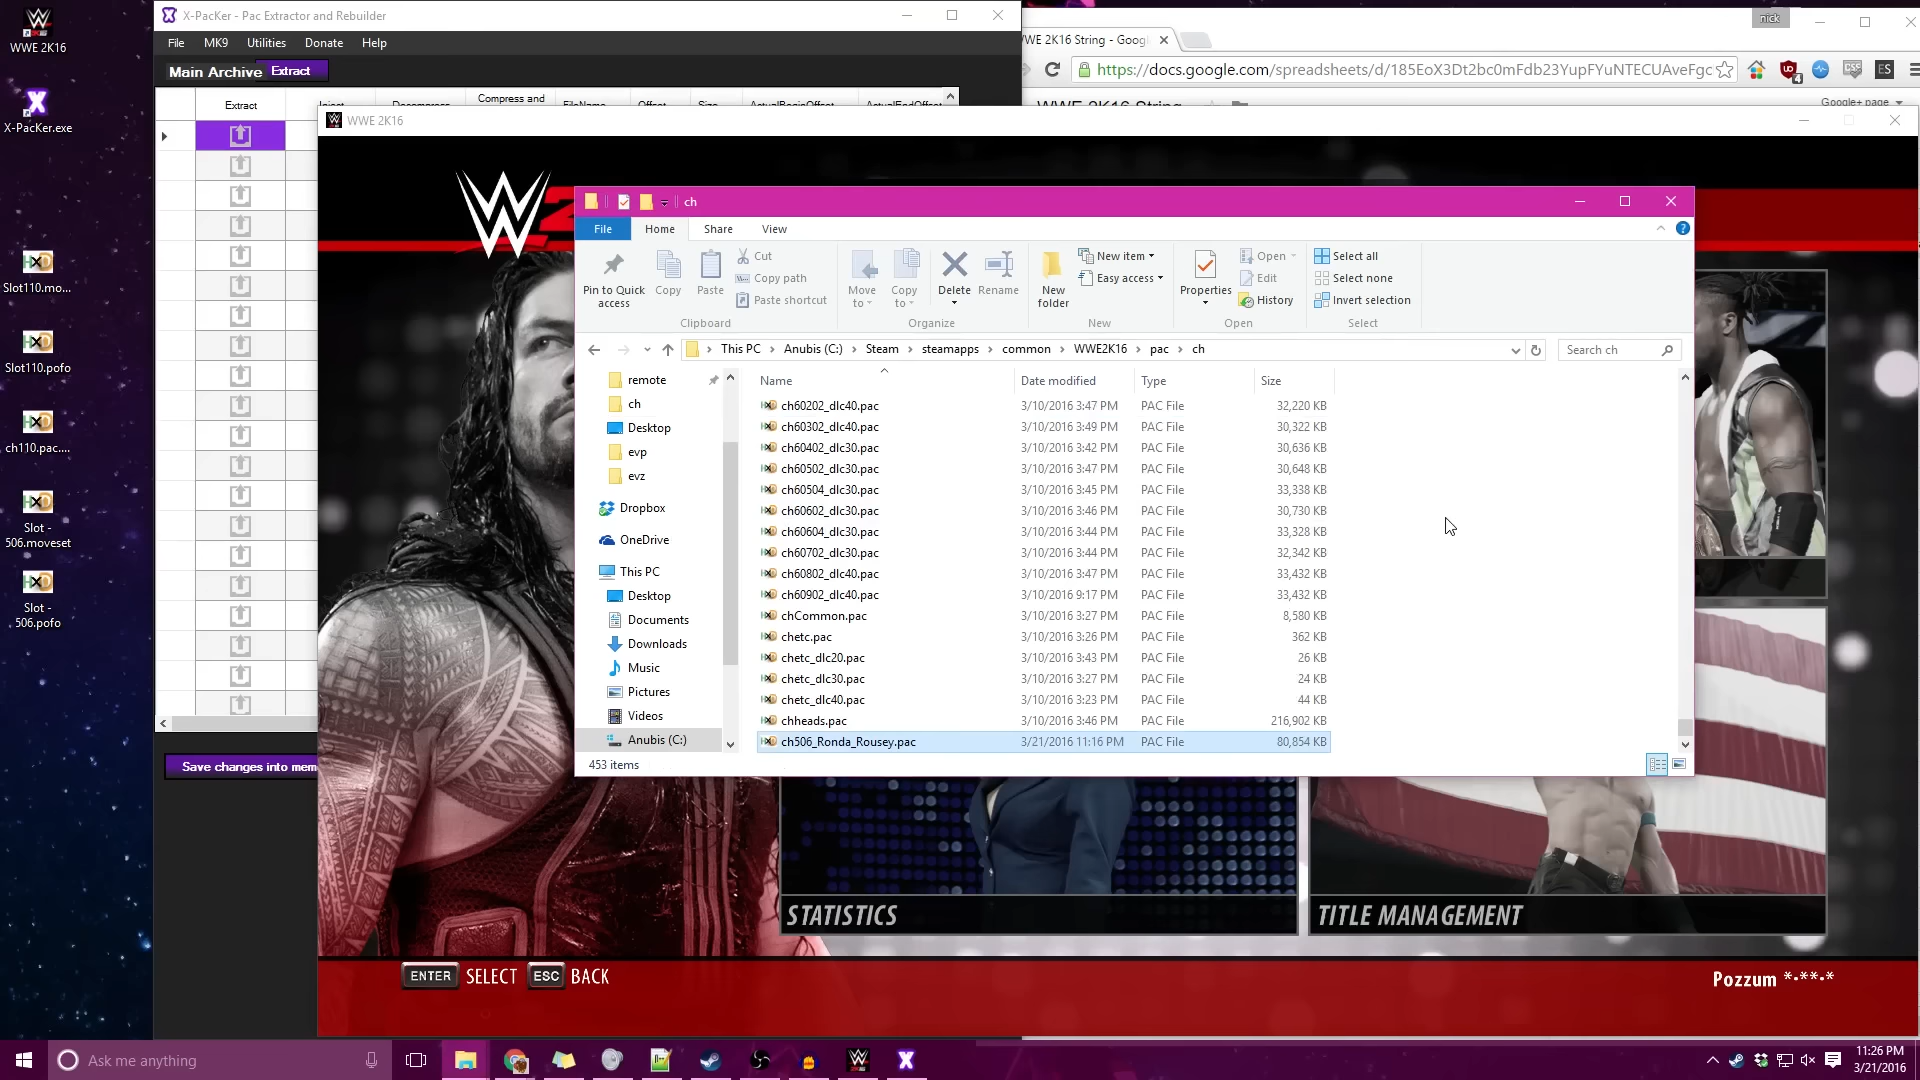 WWE 2K16
X-PacKer.exe
Slot110.mo...
Slot110.pofo
ch110.pac....
Slot -
506.moveset
Slot -
506.pofo
X-PacKer - Pac Extractor and Rebuilder
File MK9 Utilities Donate Help
Main Archive Extract
Extract Inject Decompress Compress and FileName Offset Size ActualBeginOffset ActualEndOffset
Save changes into mem
nick
WWE 2K16 String - Goog
https://docs.google.com/spreadsheets/d/185EoX3Dt2bc0mFdb23YupFYuNTECUAveFgc
WWE 2K16 String
Google+ page
WWE 2K16
ch
File Home Share View
Pin to Quick
access
Copy
Paste
Cut
Copy path
Paste shortcut
Clipboard
Move
to
Copy
to
Delete
Rename
Organize
New
folder
New item
Easy access
New
Properties
Open
Edit
History
Open
Select all
Select none
Invert selection
Select
This PC Anubis (C:) Steam steamapps common WWE2K16 pac ch
Search ch
remote
ch
Desktop
evp
evz
Dropbox
OneDrive
This PC
Desktop
Documents
Downloads
Music
Pictures
Videos
Anubis (C:)
Name Date modified Type Size
ch60202_dlc40.pac 3/10/2016 3:47 PM PAC File 32,220 KB
ch60302_dlc40.pac 3/10/2016 3:49 PM PAC File 30,322 KB
ch60402_dlc30.pac 3/10/2016 3:42 PM PAC File 30,636 KB
ch60502_dlc30.pac 3/10/2016 3:47 PM PAC File 30,648 KB
ch60504_dlc30.pac 3/10/2016 3:45 PM PAC File 33,338 KB
ch60602_dlc30.pac 3/10/2016 3:46 PM PAC File 30,730 KB
ch60604_dlc30.pac 3/10/2016 3:44 PM PAC File 33,328 KB
ch60702_dlc30.pac 3/10/2016 3:44 PM PAC File 32,342 KB
ch60802_dlc40.pac 3/10/2016 3:47 PM PAC File 33,432 KB
ch60902_dlc40.pac 3/10/2016 9:17 PM PAC File 33,432 KB
chCommon.pac 3/10/2016 3:27 PM PAC File 8,580 KB
chetc.pac 3/10/2016 3:26 PM PAC File 362 KB
chetc_dlc20.pac 3/10/2016 3:43 PM PAC File 26 KB
chetc_dlc30.pac 3/10/2016 3:27 PM PAC File 24 KB
chetc_dlc40.pac 3/10/2016 3:23 PM PAC File 44 KB
chheads.pac 3/10/2016 3:46 PM PAC File 216,902 KB
ch506_Ronda_Rousey.pac 3/21/2016 11:16 PM PAC File 80,854 KB
453 items
STATISTICS
TITLE MANAGEMENT
ENTER SELECT ESC BACK
Pozzum *-**-*
Ask me anything
11:26 PM
3/21/2016